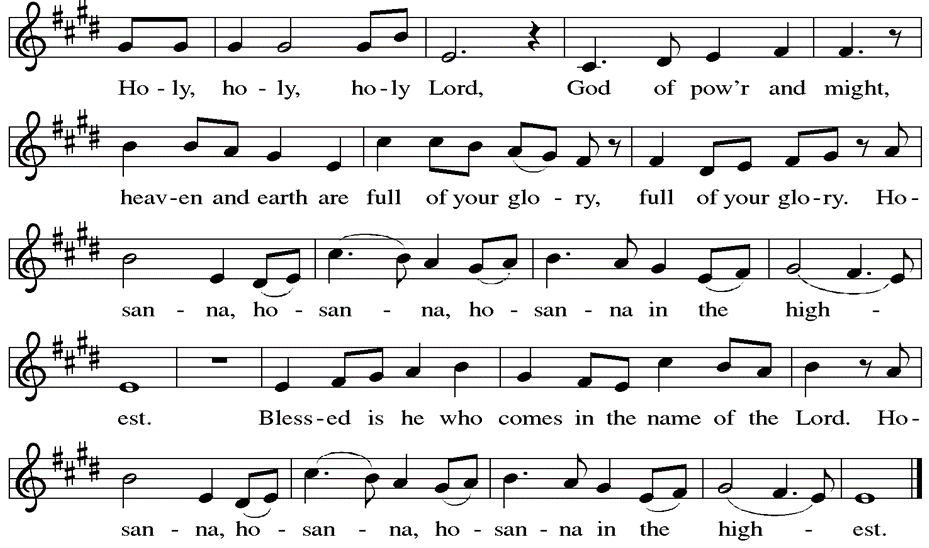 Ho - ly, ho - ly, ho - ly Lord, God of pow'r and might,
heav - en and earth are full of your glo - ry, full of your glo - ry. Ho -
san - na, ho - san - na, ho - san - na in the high -
est. Bless - ed is he who comes in the name of the Lord. Ho -
san - na, ho - san - na, ho - san - na in the high - est.